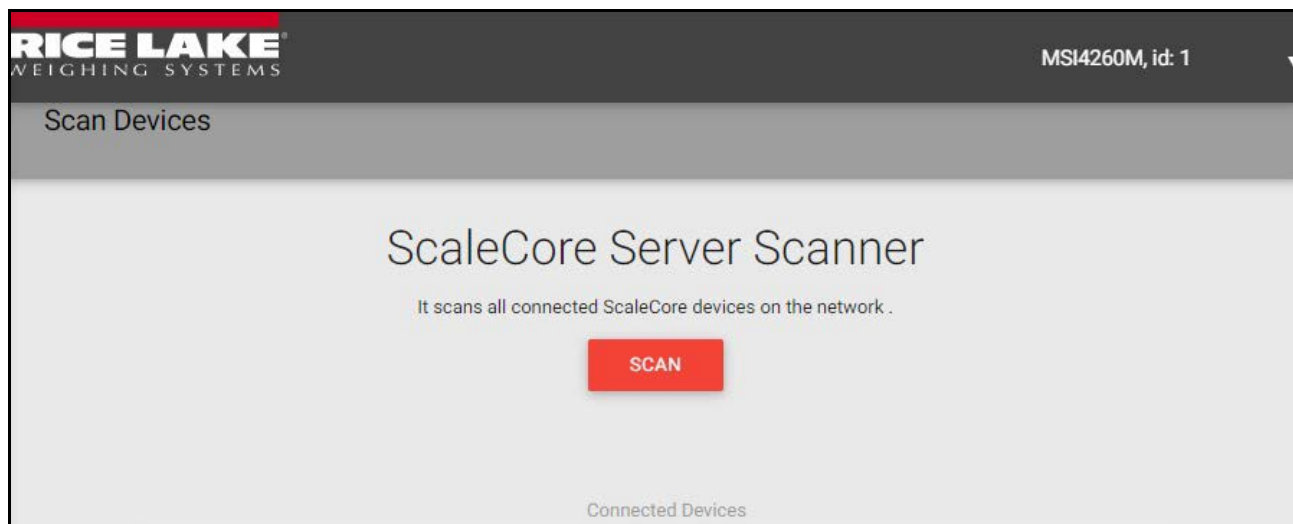 RICE LAKE®
WEIGHING SYSTEMS
MSI4260M, id: 1
Scan Devices
ScaleCore Server Scanner
It scans all connected ScaleCore devices on the network .
SCAN
Connected Devices